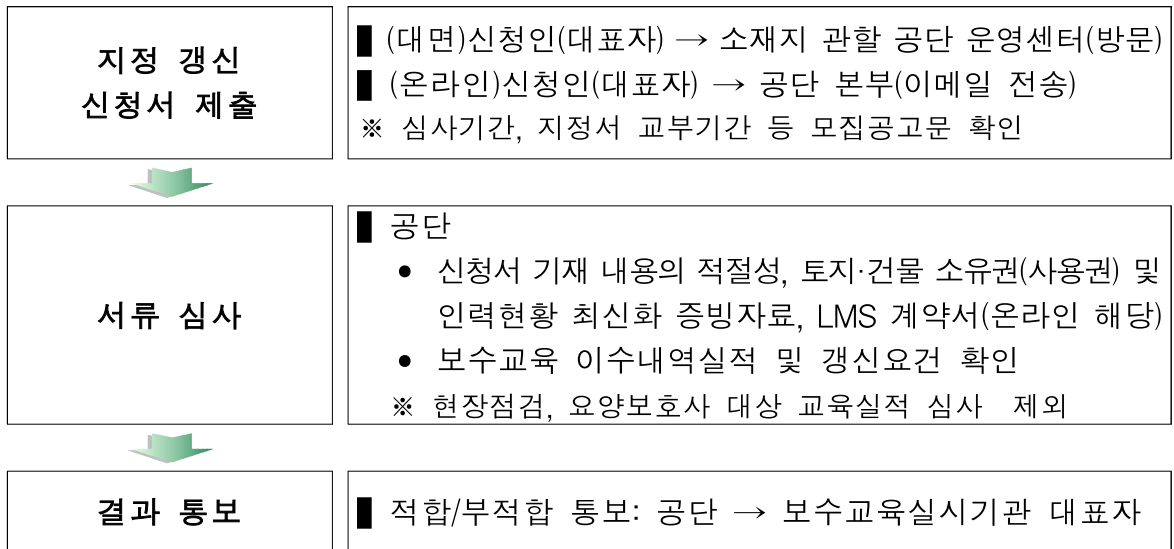 지정 갱신
신청서 제출
■ (대면)신청인(대표자) → 소재지 관할 공단 운영센터(방문)
■ (온라인)신청인(대표자) → 공단 본부(이메일 전송)
※ 심사기간, 지정서 교부기간 등 모집공고문 확인
서류 심사
■ 공단
• 신청서 기재 내용의 적절성, 토지·건물 소유권(사용권) 및
인력현황 최신화 증빙자료, LMS 계약서(온라인 해당)
• 보수교육 이수내역실적 및 갱신요건 확인
※ 현장점검, 요양보호사 대상 교육실적 심사 제외
결과 통보
■ 적합/부적합 통보: 공단 → 보수교육실시기관 대표자